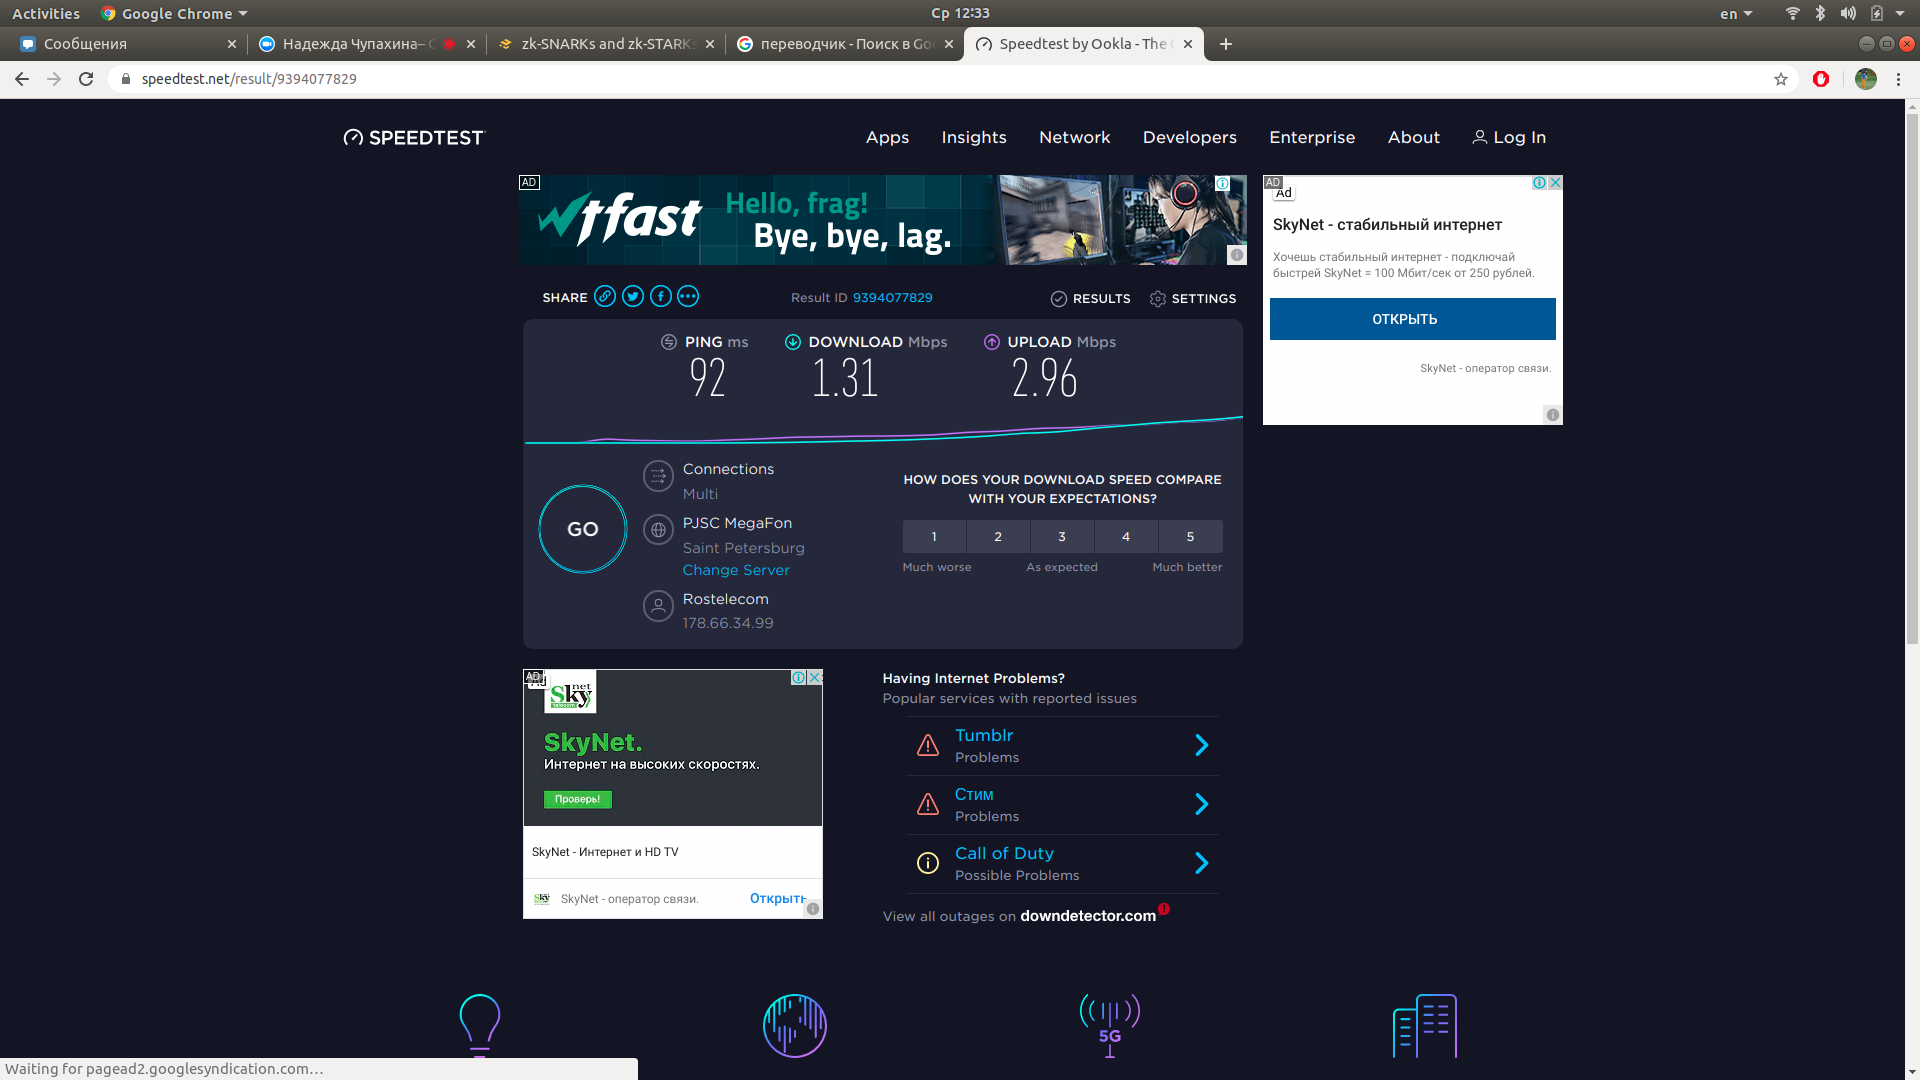 Activities
Google Chrome
Ср 12:33
en
Сообщения
Надежда Чупахина– С
zk-SNARKs and zk-STARKs
переводчик - Поиск в Goo
Speedtest by Ookla - The G
speedtest.net/result/9394077829
SPEEDTEST
Apps
Insights
Network
Developers
Enterprise
About
Log In
AD
wtfast
Hello, frag!
Bye, bye, lag.
AD
Ad
SkyNet - стабильный интернет
Хочешь стабильный интернет - подключай
быстрей SkyNet = 100 Мбит/сек от 250 рублей.
ОТКРЫТЬ
SkyNet - оператор связи.
SHARE
Result ID 9394077829
RESULTS
SETTINGS
PING ms
DOWNLOAD Mbps
UPLOAD Mbps
92
1.31
2.96
GO
Connections
Multi
PJSC MegaFon
Saint Petersburg
Change Server
Rostelecom
178.66.34.99
HOW DOES YOUR DOWNLOAD SPEED COMPARE
WITH YOUR EXPECTATIONS?
1 2 3 4 5
Much worse
As expected
Much better
AD
Ad
Sky net
SkyNet.
Интернет на высоких скоростях.
Проверь!
SkyNet - Интернет и HD TV
SkyNet - оператор связи.
Открыть
Having Internet Problems?
Popular services with reported issues
Tumblr
Problems
Стим
Problems
Call of Duty
Possible Problems
View all outages on downdetector.com
5G
Waiting for pagead2.googlesyndication.com…